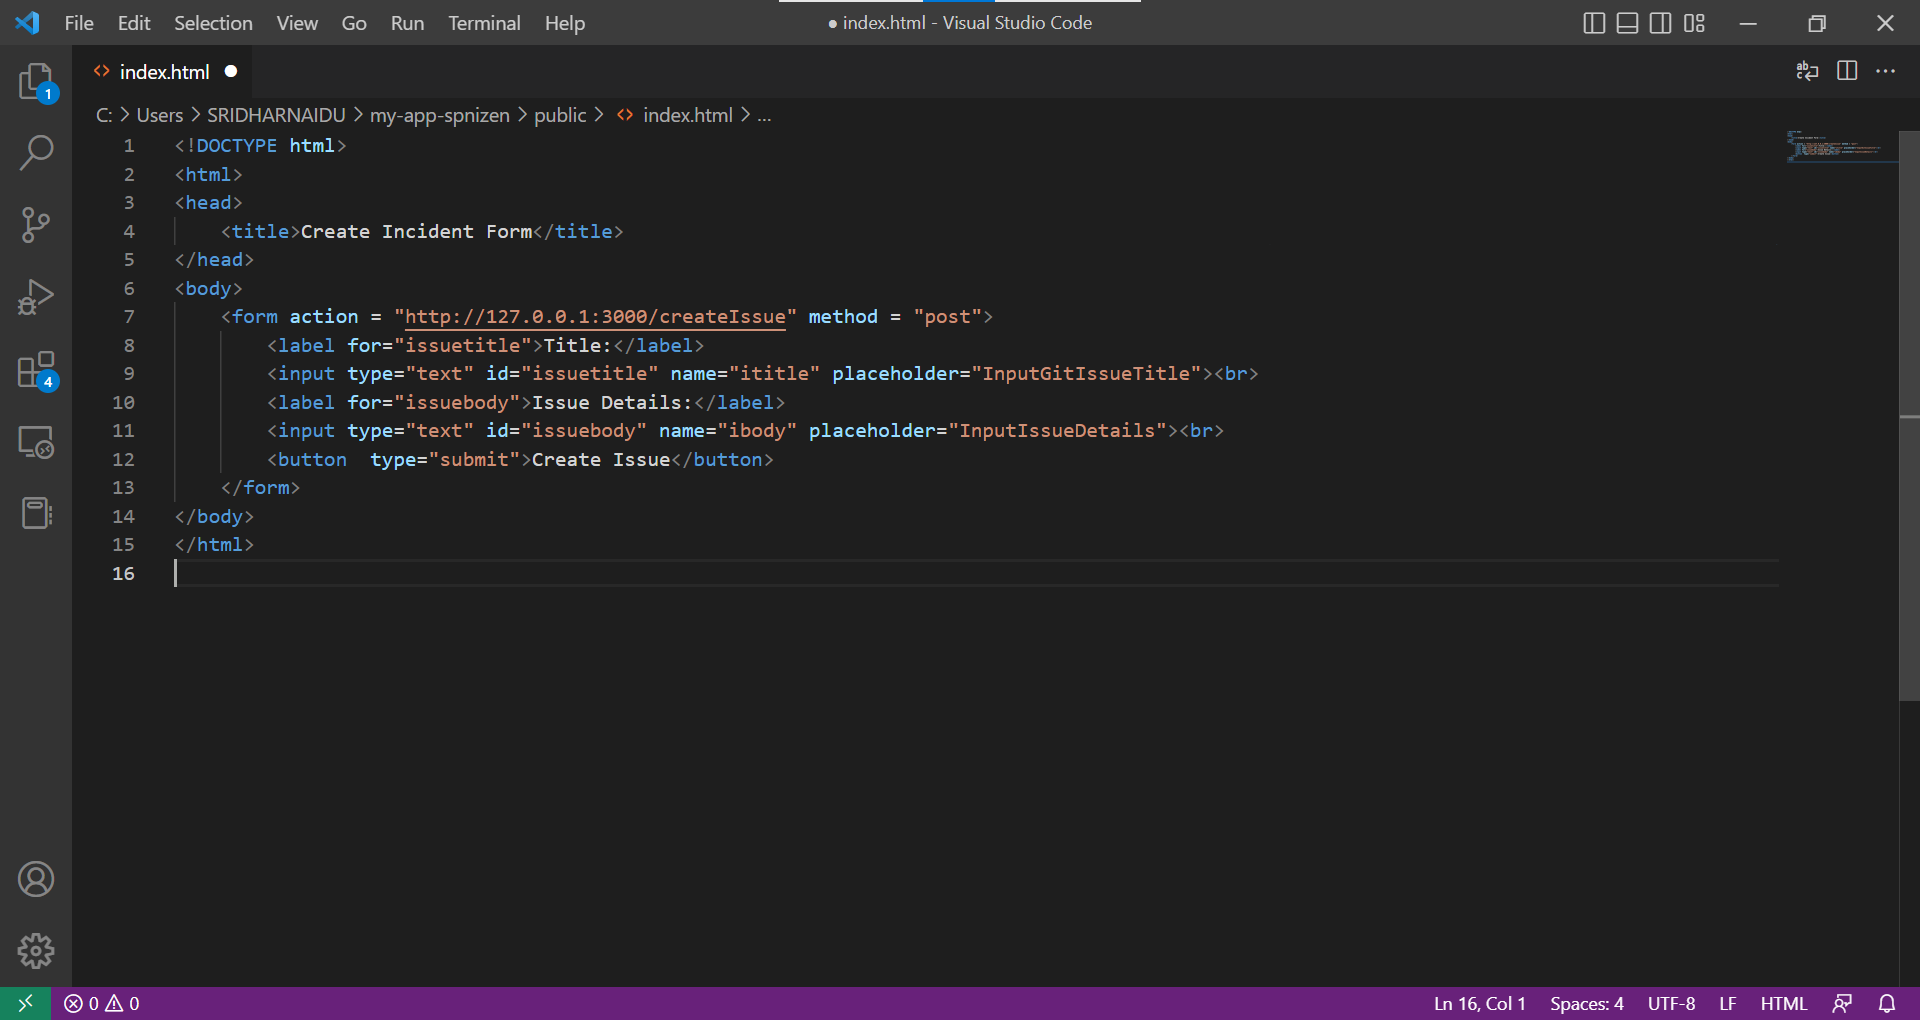 File Edit Selection View Go Run Terminal Help
● index.html - Visual Studio Code
index.html ●
C: > Users > SRIDHARNAIDU > my-app-spnizen > public > <> index.html > ...
1 <!DOCTYPE html>
2 <html>
3 <head>
4     <title>Create Incident Form</title>
5 </head>
6 <body>
7     <form action = "http://127.0.0.1:3000/createIssue" method = "post">
8         <label for="issuetitle">Title:</label>
9         <input type="text" id="issuetitle" name="ititle" placeholder="InputGitIssueTitle"><br>
10         <label for="issuebody">Issue Details:</label>
11         <input type="text" id="issuebody" name="ibody" placeholder="InputIssueDetails"><br>
12         <button  type="submit">Create Issue</button>
13     </form>
14 </body>
15 </html>
16
1
4
0 0
Ln 16, Col 1 Spaces: 4 UTF-8 LF HTML